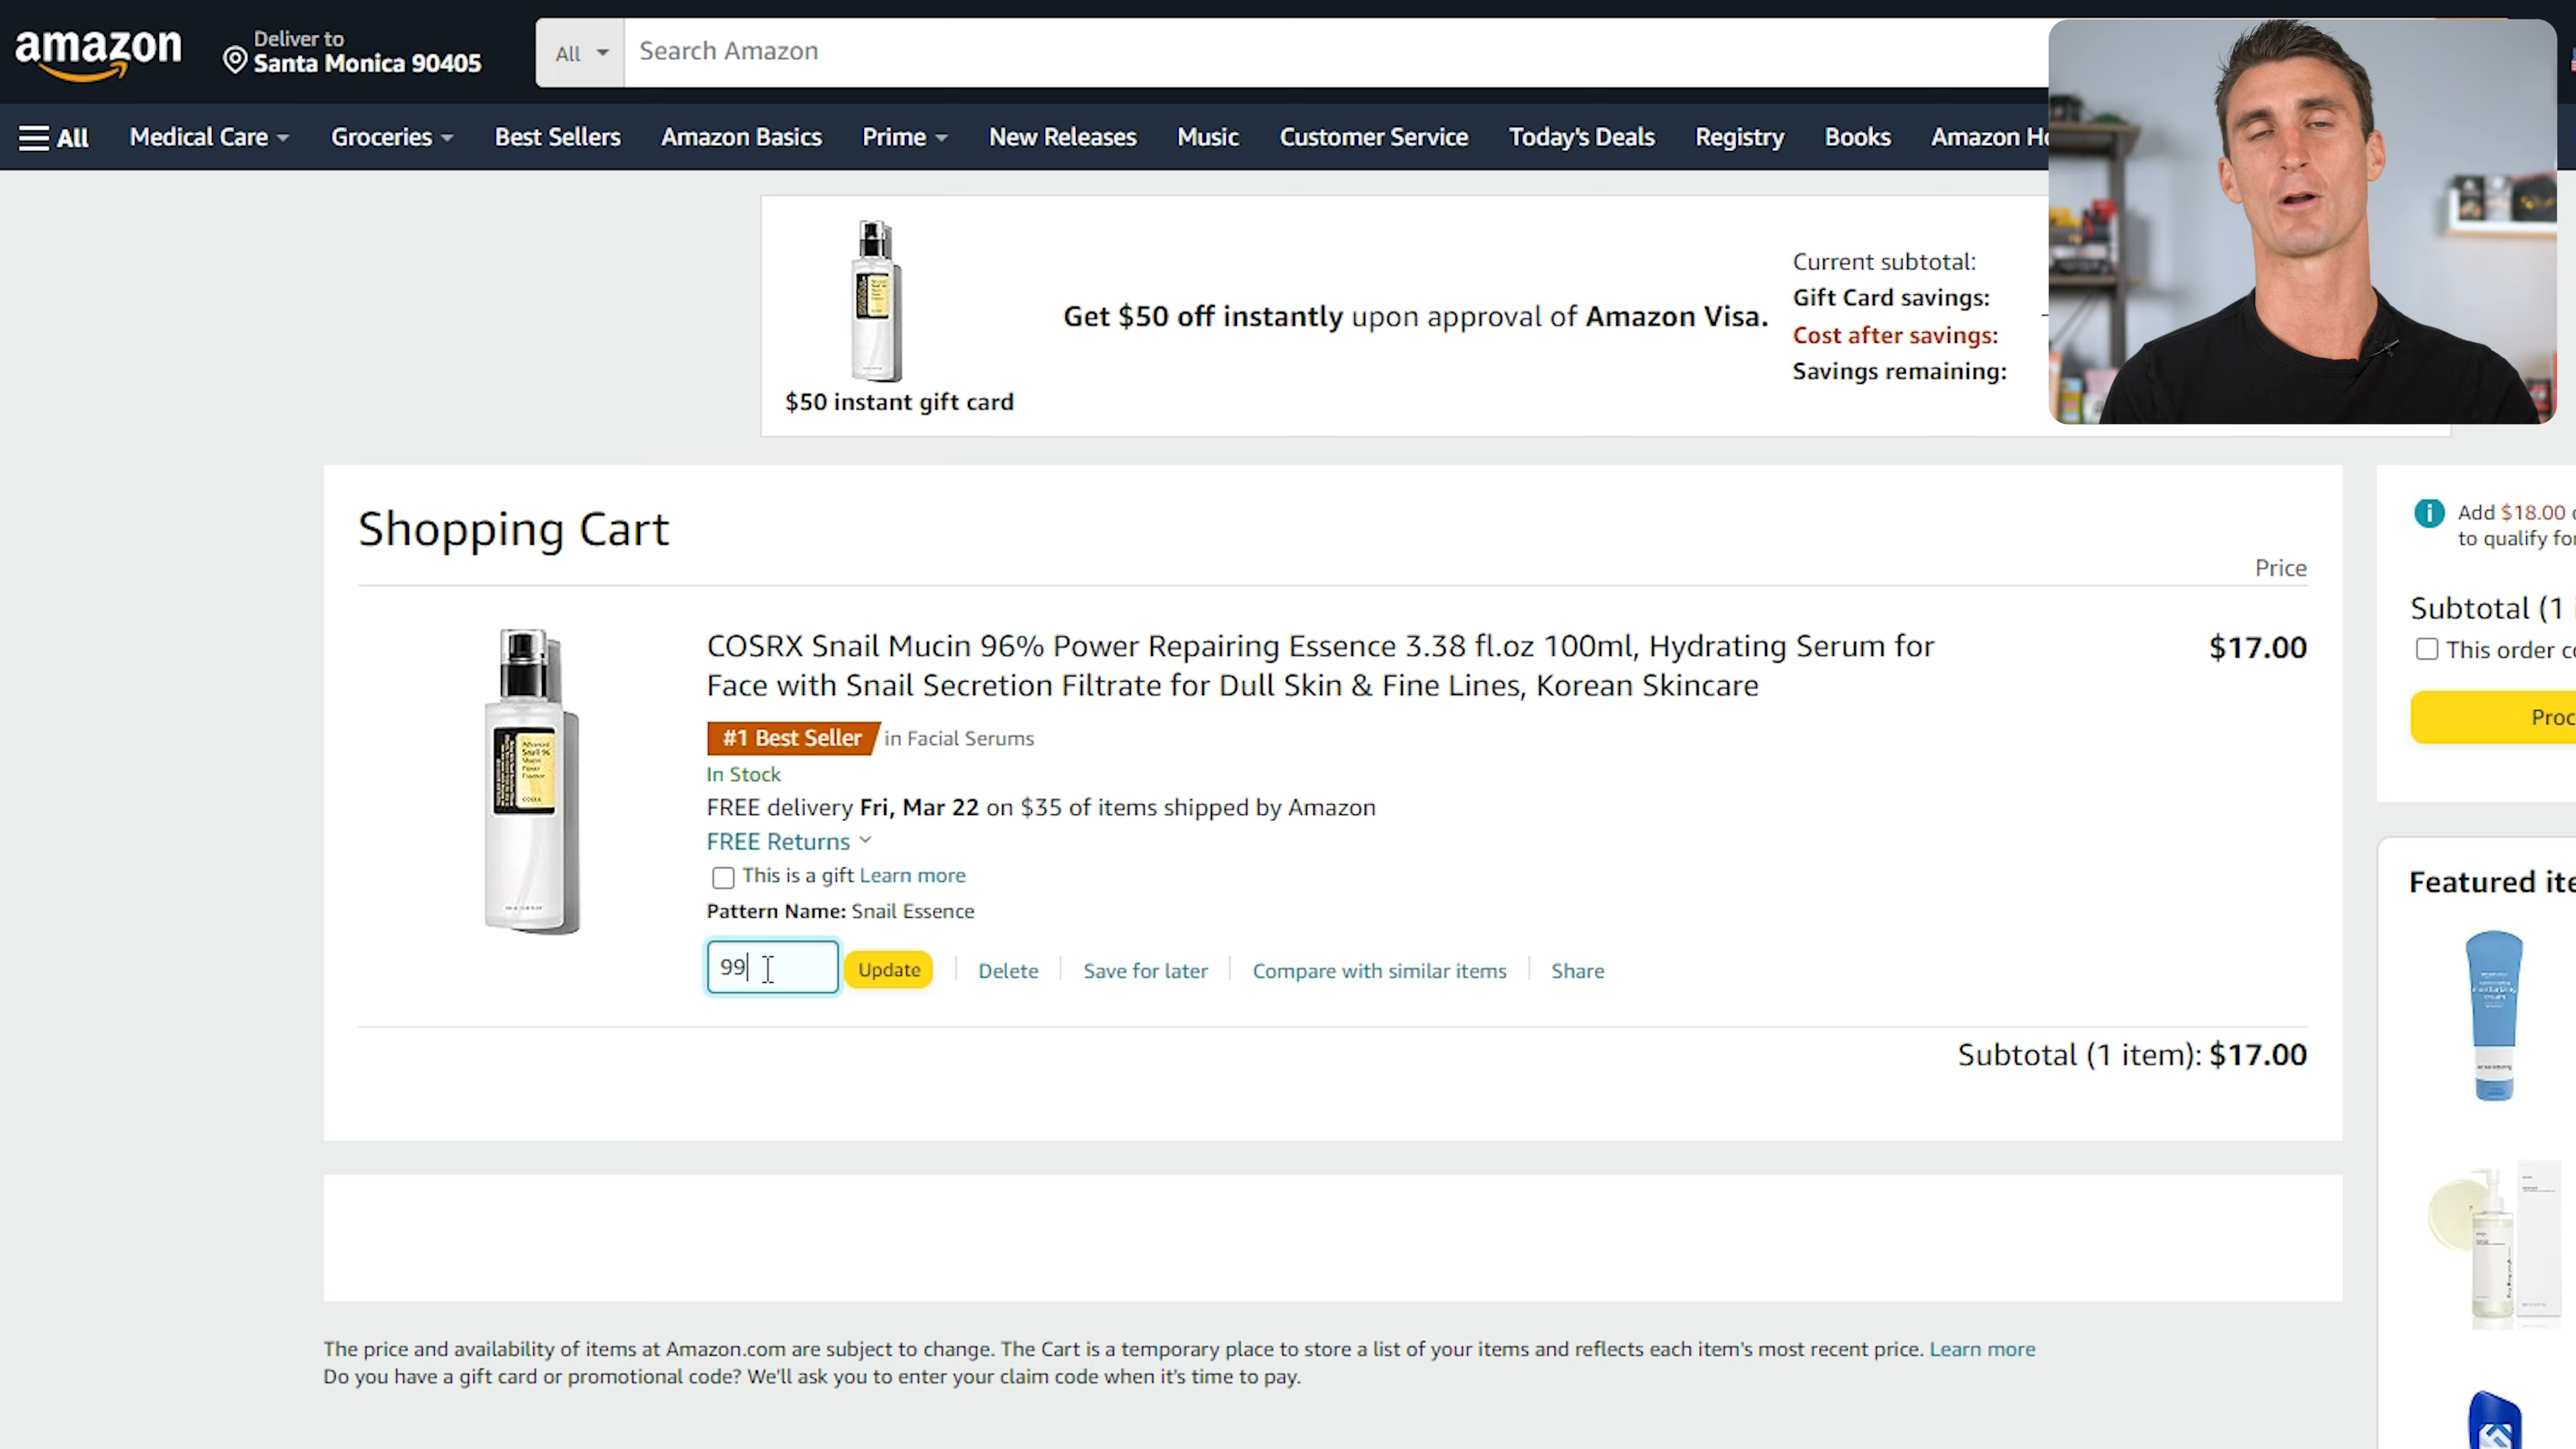 amazon
Deliver to
Santa Monica 90405
All
Search Amazon
All
Medical Care
Groceries
Best Sellers
Amazon Basics
Prime
New Releases
Music
Customer Service
Today's Deals
Registry
Books
Amazon Ho
$50 instant gift card
Get $50 off instantly upon approval of Amazon Visa.
Current subtotal:
Gift Card savings:
Cost after savings:
Savings remaining:
Shopping Cart
Price
COSRX Snail Mucin 96% Power Repairing Essence 3.38 fl.oz 100ml, Hydrating Serum for
Face with Snail Secretion Filtrate for Dull Skin & Fine Lines, Korean Skincare
$17.00
#1 Best Seller in Facial Serums
In Stock
FREE delivery Fri, Mar 22 on $35 of items shipped by Amazon
FREE Returns
This is a gift Learn more
Pattern Name: Snail Essence
99
Update
Delete
Save for later
Compare with similar items
Share
Subtotal (1 item): $17.00
Advanced
Snail 96
Mucin
Power
Essence
COSRX
Add $18.00
to qualify for
Subtotal (1
This order co
Proc
Featured ite
The price and availability of items at Amazon.com are subject to change. The Cart is a temporary place to store a list of your items and reflects each item's most recent price. Learn more
Do you have a gift card or promotional code? We'll ask you to enter your claim code when it's time to pay.